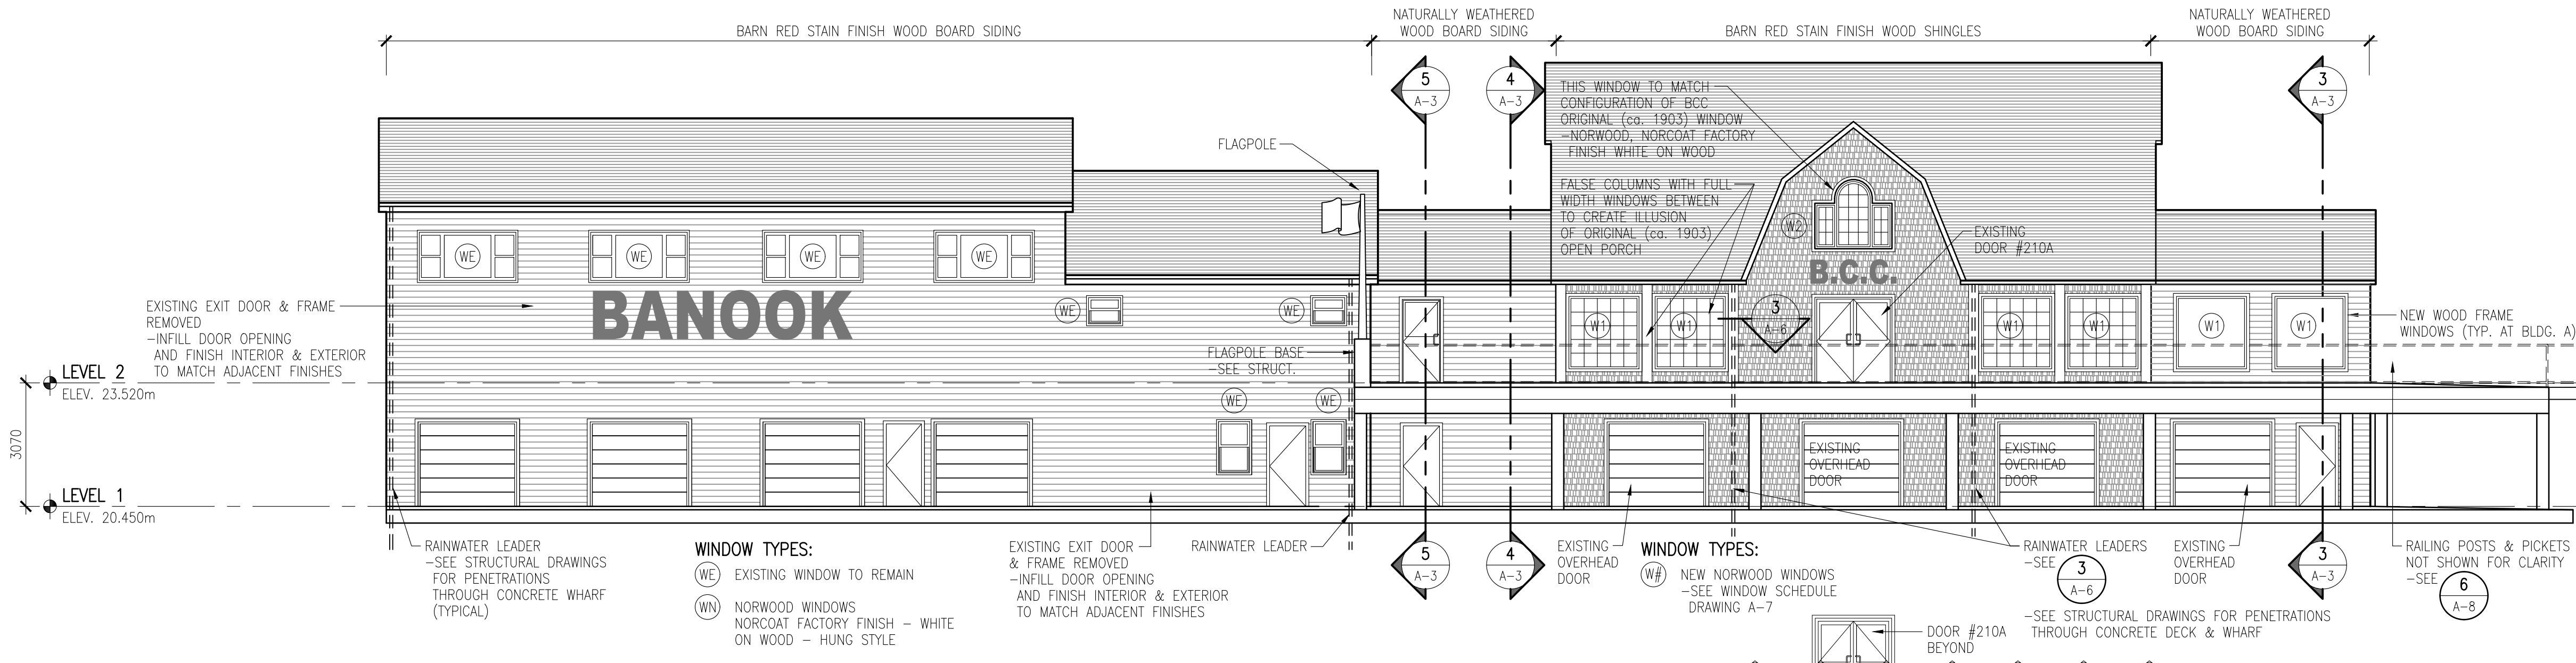 BARN RED STAIN FINISH WOOD BOARD SIDING
NATURALLY WEATHERED
WOOD BOARD SIDING
BARN RED STAIN FINISH WOOD SHINGLES
NATURALLY WEATHERED
WOOD BOARD SIDING
5
A-3
4
A-3
3
A-3
THIS WINDOW TO MATCH
CONFIGURATION OF BCC
ORIGINAL (ca. 1903) WINDOW
-NORWOOD, NORCOAT FACTORY
FINISH WHITE ON WOOD
FLAGPOLE
FALSE COLUMNS WITH FULL
WIDTH WINDOWS BETWEEN
TO CREATE ILLUSION
OF ORIGINAL (ca. 1903)
OPEN PORCH
W2
EXISTING
DOOR #210A
WE
WE
WE
WE
B.C.C.
EXISTING EXIT DOOR & FRAME
REMOVED
-INFILL DOOR OPENING
AND FINISH INTERIOR & EXTERIOR
TO MATCH ADJACENT FINISHES
BANOOK
WE
WE
W1
W1
3
A-6
W1
W1
W1
W1
NEW WOOD FRAME
WINDOWS (TYP. AT BLDG. A)
FLAGPOLE BASE
-SEE STRUCT.
LEVEL 2
ELEV. 23.520m
WE
WE
3070
EXISTING
OVERHEAD
DOOR
EXISTING
OVERHEAD
DOOR
LEVEL 1
ELEV. 20.450m
RAINWATER LEADER
-SEE STRUCTURAL DRAWINGS
FOR PENETRATIONS
THROUGH CONCRETE WHARF
(TYPICAL)
WINDOW TYPES:
WE EXISTING WINDOW TO REMAIN
WN NORWOOD WINDOWS
NORCOAT FACTORY FINISH - WHITE
ON WOOD - HUNG STYLE
EXISTING EXIT DOOR
& FRAME REMOVED
-INFILL DOOR OPENING
AND FINISH INTERIOR & EXTERIOR
TO MATCH ADJACENT FINISHES
RAINWATER LEADER
5
A-3
4
A-3
EXISTING
OVERHEAD
DOOR
WINDOW TYPES:
W# NEW NORWOOD WINDOWS
-SEE WINDOW SCHEDULE
DRAWING A-7
RAINWATER LEADERS
-SEE
3
A-6
-SEE STRUCTURAL DRAWINGS FOR PENETRATIONS
THROUGH CONCRETE DECK & WHARF
EXISTING
OVERHEAD
DOOR
3
A-3
RAILING POSTS & PICKETS
NOT SHOWN FOR CLARITY
-SEE
6
A-8
DOOR #210A
BEYOND